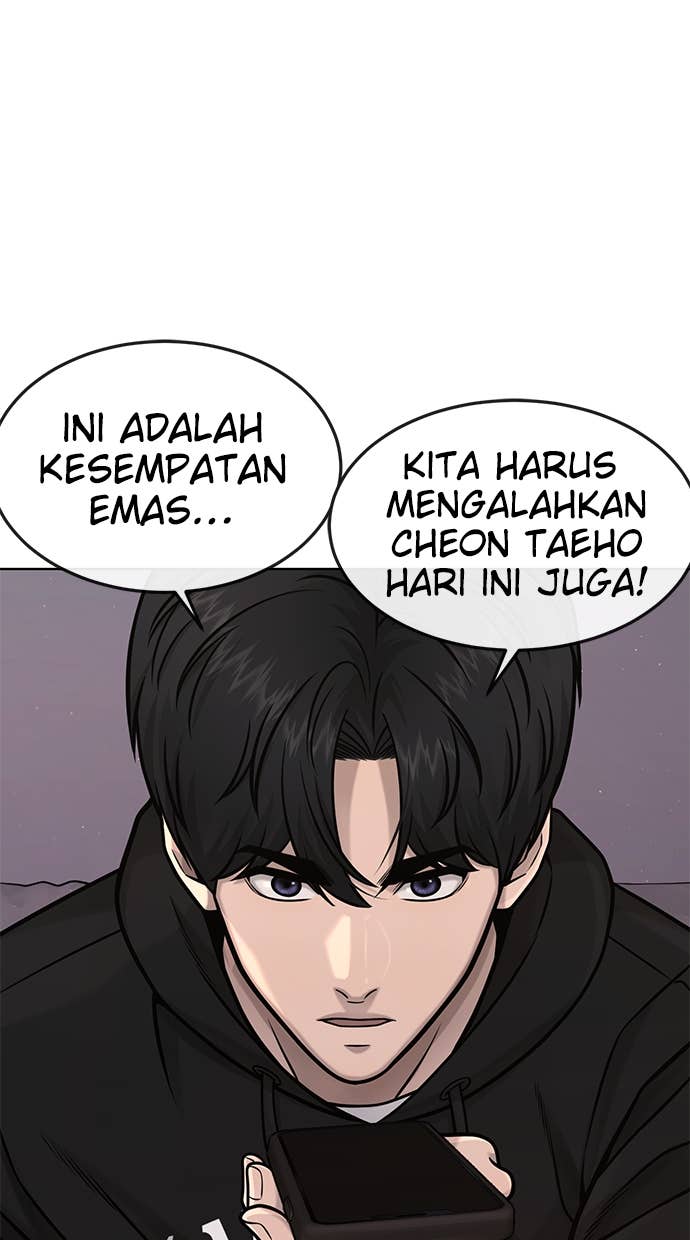 INI ADALAH
KESEMPATAN
EMAS...
KITA HARUS
MENGALAHKAN
CHEON TAEHO
HARI INI JUGA!